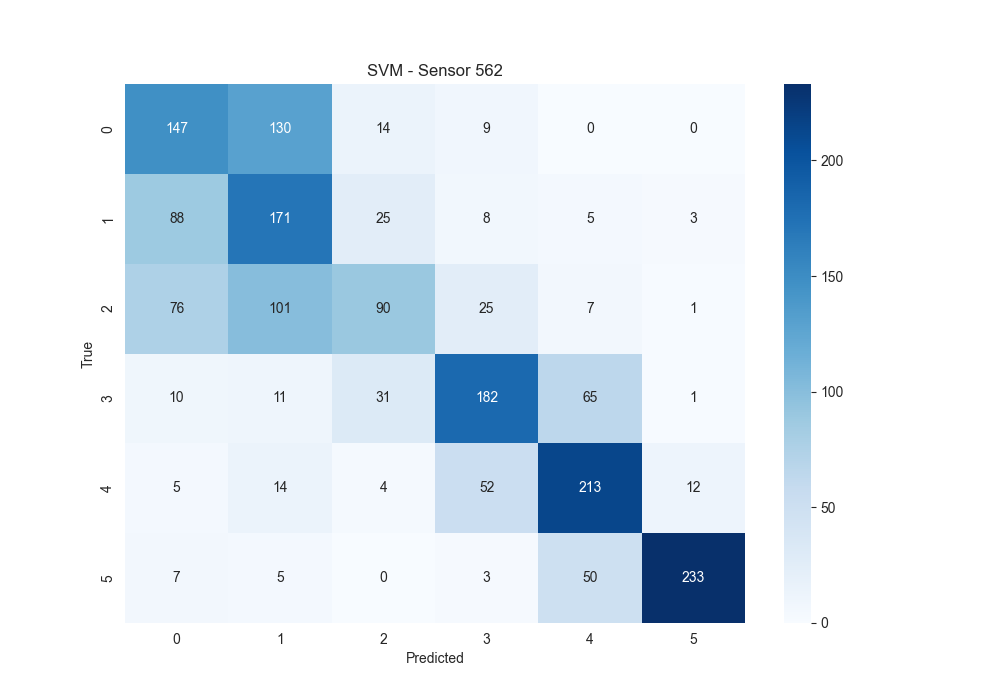 SVM - Sensor 562
0 147 130 14 9 0 0
1 88 171 25 8 5 3
2 76 101 90 25 7 1
3 10 11 31 182 65 1
4 5 14 4 52 213 12
5 7 5 0 3 50 233
0 1 2 3 4 5
True
Predicted
200
150
100
50
0